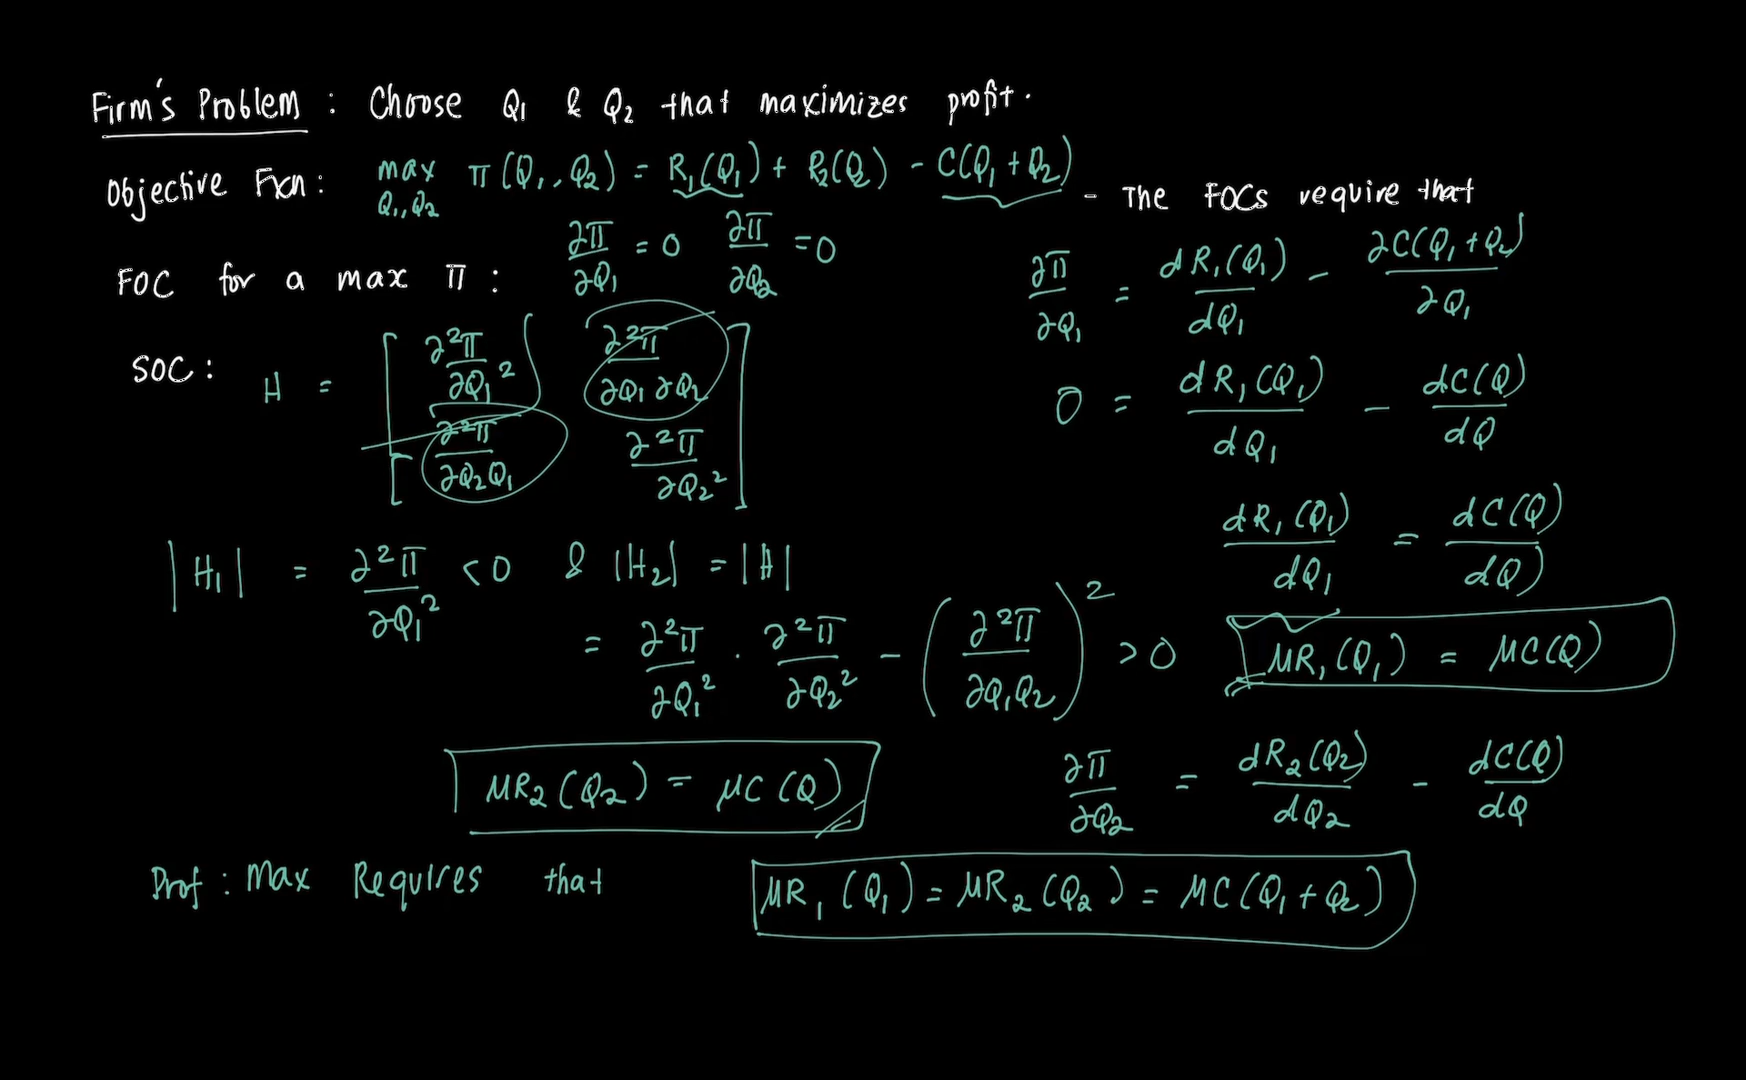 Firm's Problem : Choose Q₁ & Q₂ that maximizes profit.
Objective Fxn : max π(Q₁, Q₂) = R₁(Q₁) + R₂(Q₂) - C(Q₁ + Q₂)
Q₁, Q₂
FOC for a max π : ∂π/∂Q₁ = 0 ∂π/∂Q₂ = 0
SOC : H = [ ∂²π/∂Q₁² ∂²π/∂Q₁∂Q₂
∂²π/∂Q₂Q₁ ∂²π/∂Q₂² ]
|H₁| = ∂²π/∂Q₁² < 0 & |H₂| = |H|
= ∂²π/∂Q₁² · ∂²π/∂Q₂² - (∂²π/∂Q₁Q₂)² > 0
MR₂(Q₂) = MC(Q)
- The FOCs require that
∂π/∂Q₁ = dR₁(Q₁)/dQ₁ - ∂C(Q₁ + Q₂)/∂Q₁
0 = dR₁(Q₁)/dQ₁ - dC(Q)/dQ
dR₁(Q₁)/dQ₁ = dC(Q)/dQ)
MR₁(Q₁) = MC(Q)
∂π/∂Q₂ = dR₂(Q₂)/dQ₂ - dC(Q)/dQ
Prof : Max Requires that MR₁(Q₁) = MR₂(Q₂) = MC(Q₁ + Q₂)